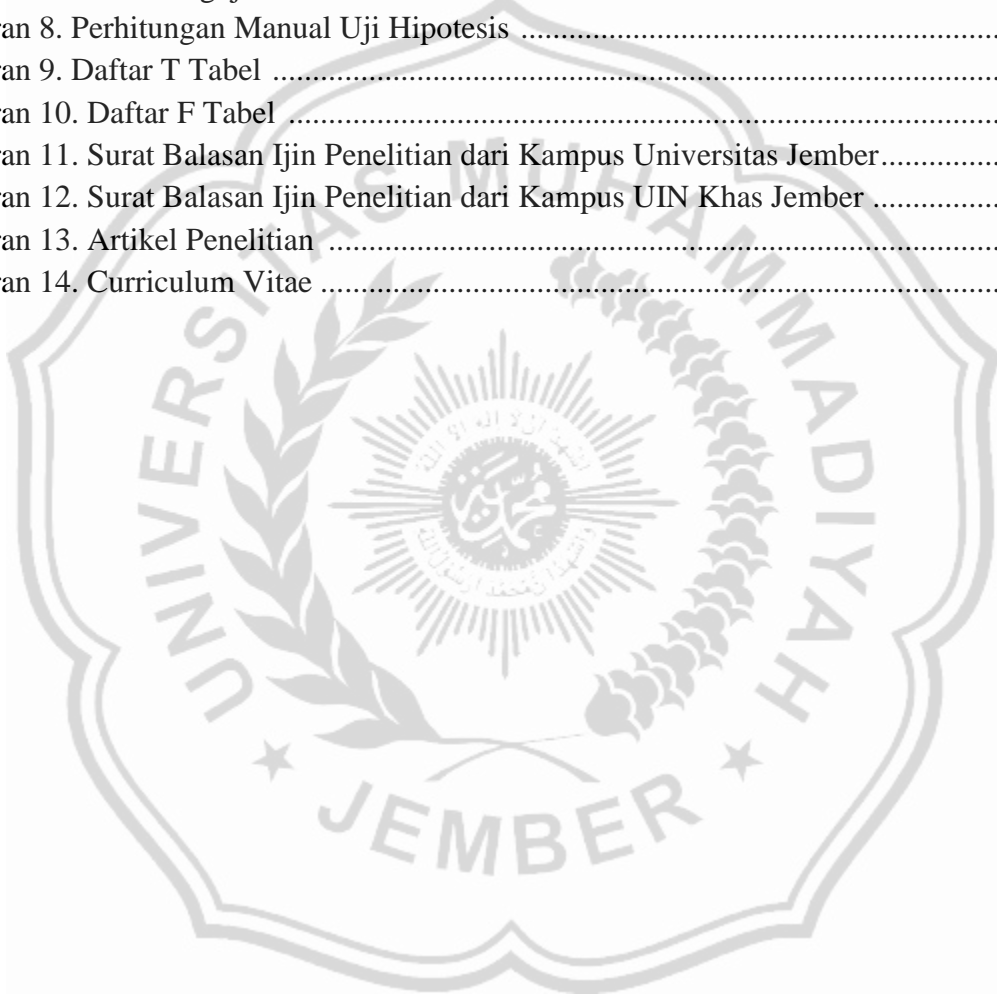 ran 8. Perhitungan Manual Uji Hipotesis ....................................................................
ran 9. Daftar T Tabel ....................................................................................................
ran 10. Daftar F Tabel ..................................................................................................
ran 11. Surat Balasan Ijin Penelitian dari Kampus Universitas Jember......................
ran 12. Surat Balasan Ijin Penelitian dari Kampus UIN Khas Jember .......................
ran 13. Artikel Penelitian .............................................................................................
ran 14. Curriculum Vitae ..............................................................................................
UNIVERSITAS MUHAMMADIYAH
JEMBER